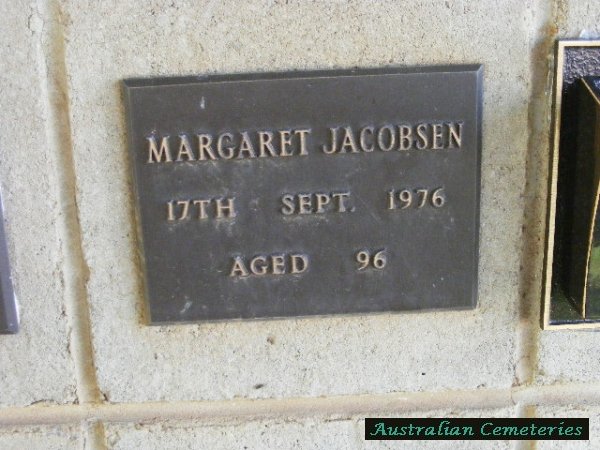 MARGARET JACOBSEN
17TH SEPT. 1976
AGED 96
Australian Cemeteries